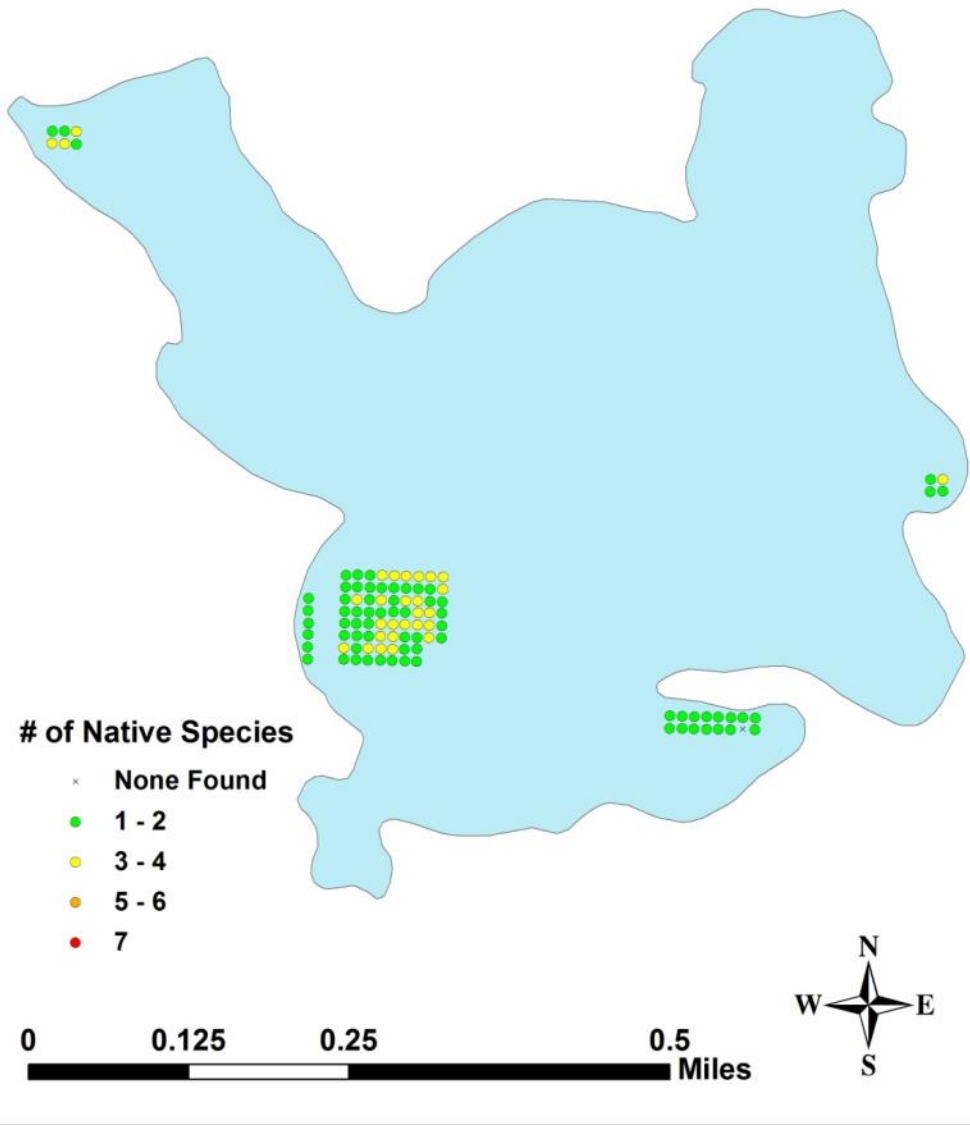 # of Native Species
None Found
1 - 2
3 - 4
5 - 6
7
N
W E
S
0 0.125 0.25 0.5
Miles